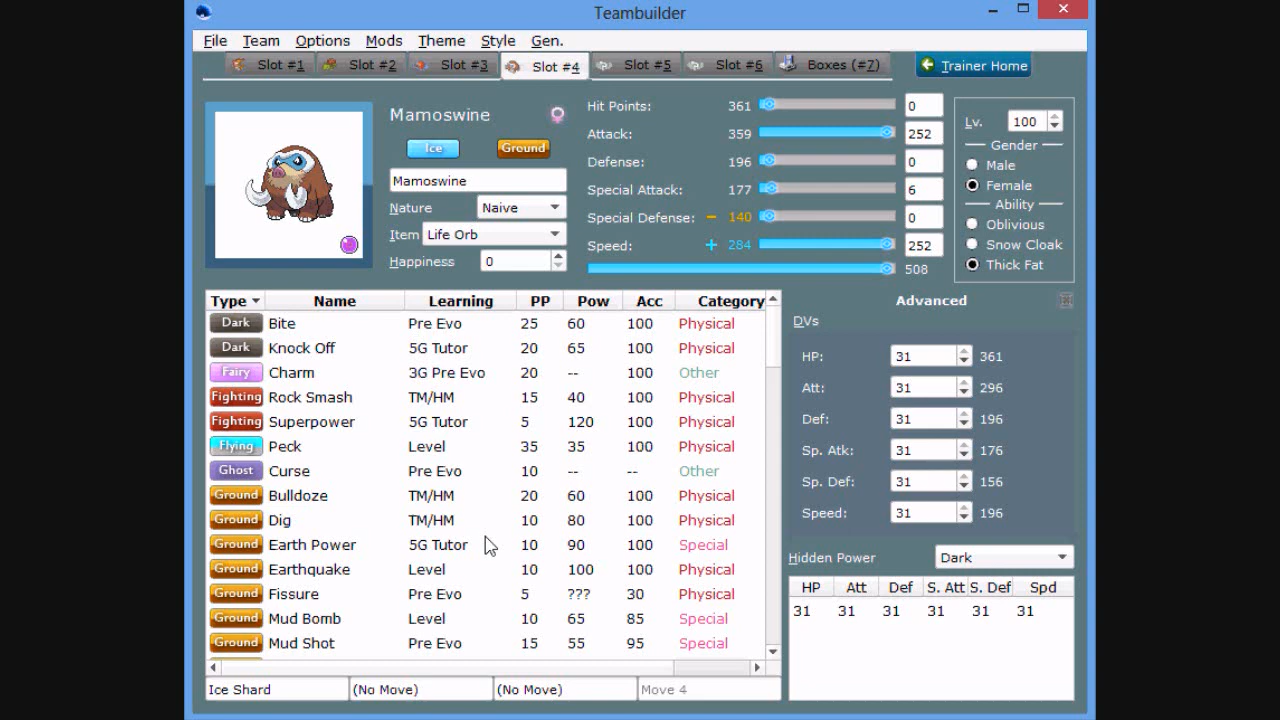 Teambuilder
File Team Options Mods Theme Style Gen.
Slot #1 Slot #2 Slot #3 Slot #4 Slot #5 Slot #6 Boxes (#7) Trainer Home
Mamoswine
Ice Ground
Mamoswine
Nature Naive
Item Life Orb
Happiness 0
Hit Points: 361 0
Attack: 359 252
Defense: 196 0
Special Attack: 177 6
Special Defense: - 140 0
Speed: + 284 252
508
Lv. 100
Gender
Male
Female
Ability
Oblivious
Snow Cloak
Thick Fat
Type Name Learning PP Pow Acc Category
Dark Bite Pre Evo 25 60 100 Physical
Dark Knock Off 5G Tutor 20 65 100 Physical
Fairy Charm 3G Pre Evo 20 -- 100 Other
Fighting Rock Smash TM/HM 15 40 100 Physical
Fighting Superpower 5G Tutor 5 120 100 Physical
Flying Peck Level 35 35 100 Physical
Ghost Curse Pre Evo 10 -- -- Other
Ground Bulldoze TM/HM 20 60 100 Physical
Ground Dig TM/HM 10 80 100 Physical
Ground Earth Power 5G Tutor 10 90 100 Special
Ground Earthquake Level 10 100 100 Physical
Ground Fissure Pre Evo 5 ??? 30 Physical
Ground Mud Bomb Level 10 65 85 Special
Ground Mud Shot Pre Evo 15 55 95 Special
Ice Shard (No Move) (No Move) Move 4
Advanced
DVs
HP: 31 361
Att: 31 296
Def: 31 196
Sp. Atk: 31 176
Sp. Def: 31 156
Speed: 31 196
Hidden Power Dark
HP Att Def S. Att S. Def Spd
31 31 31 31 31 31